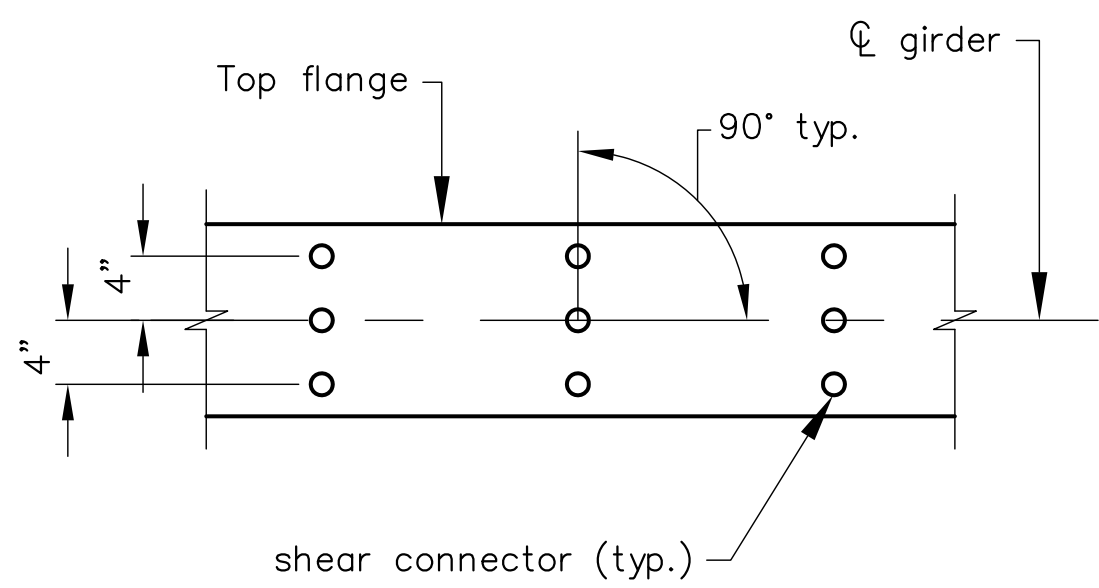 ℄ girder
Top flange
90° typ.
4”
4”
shear connector (typ.)